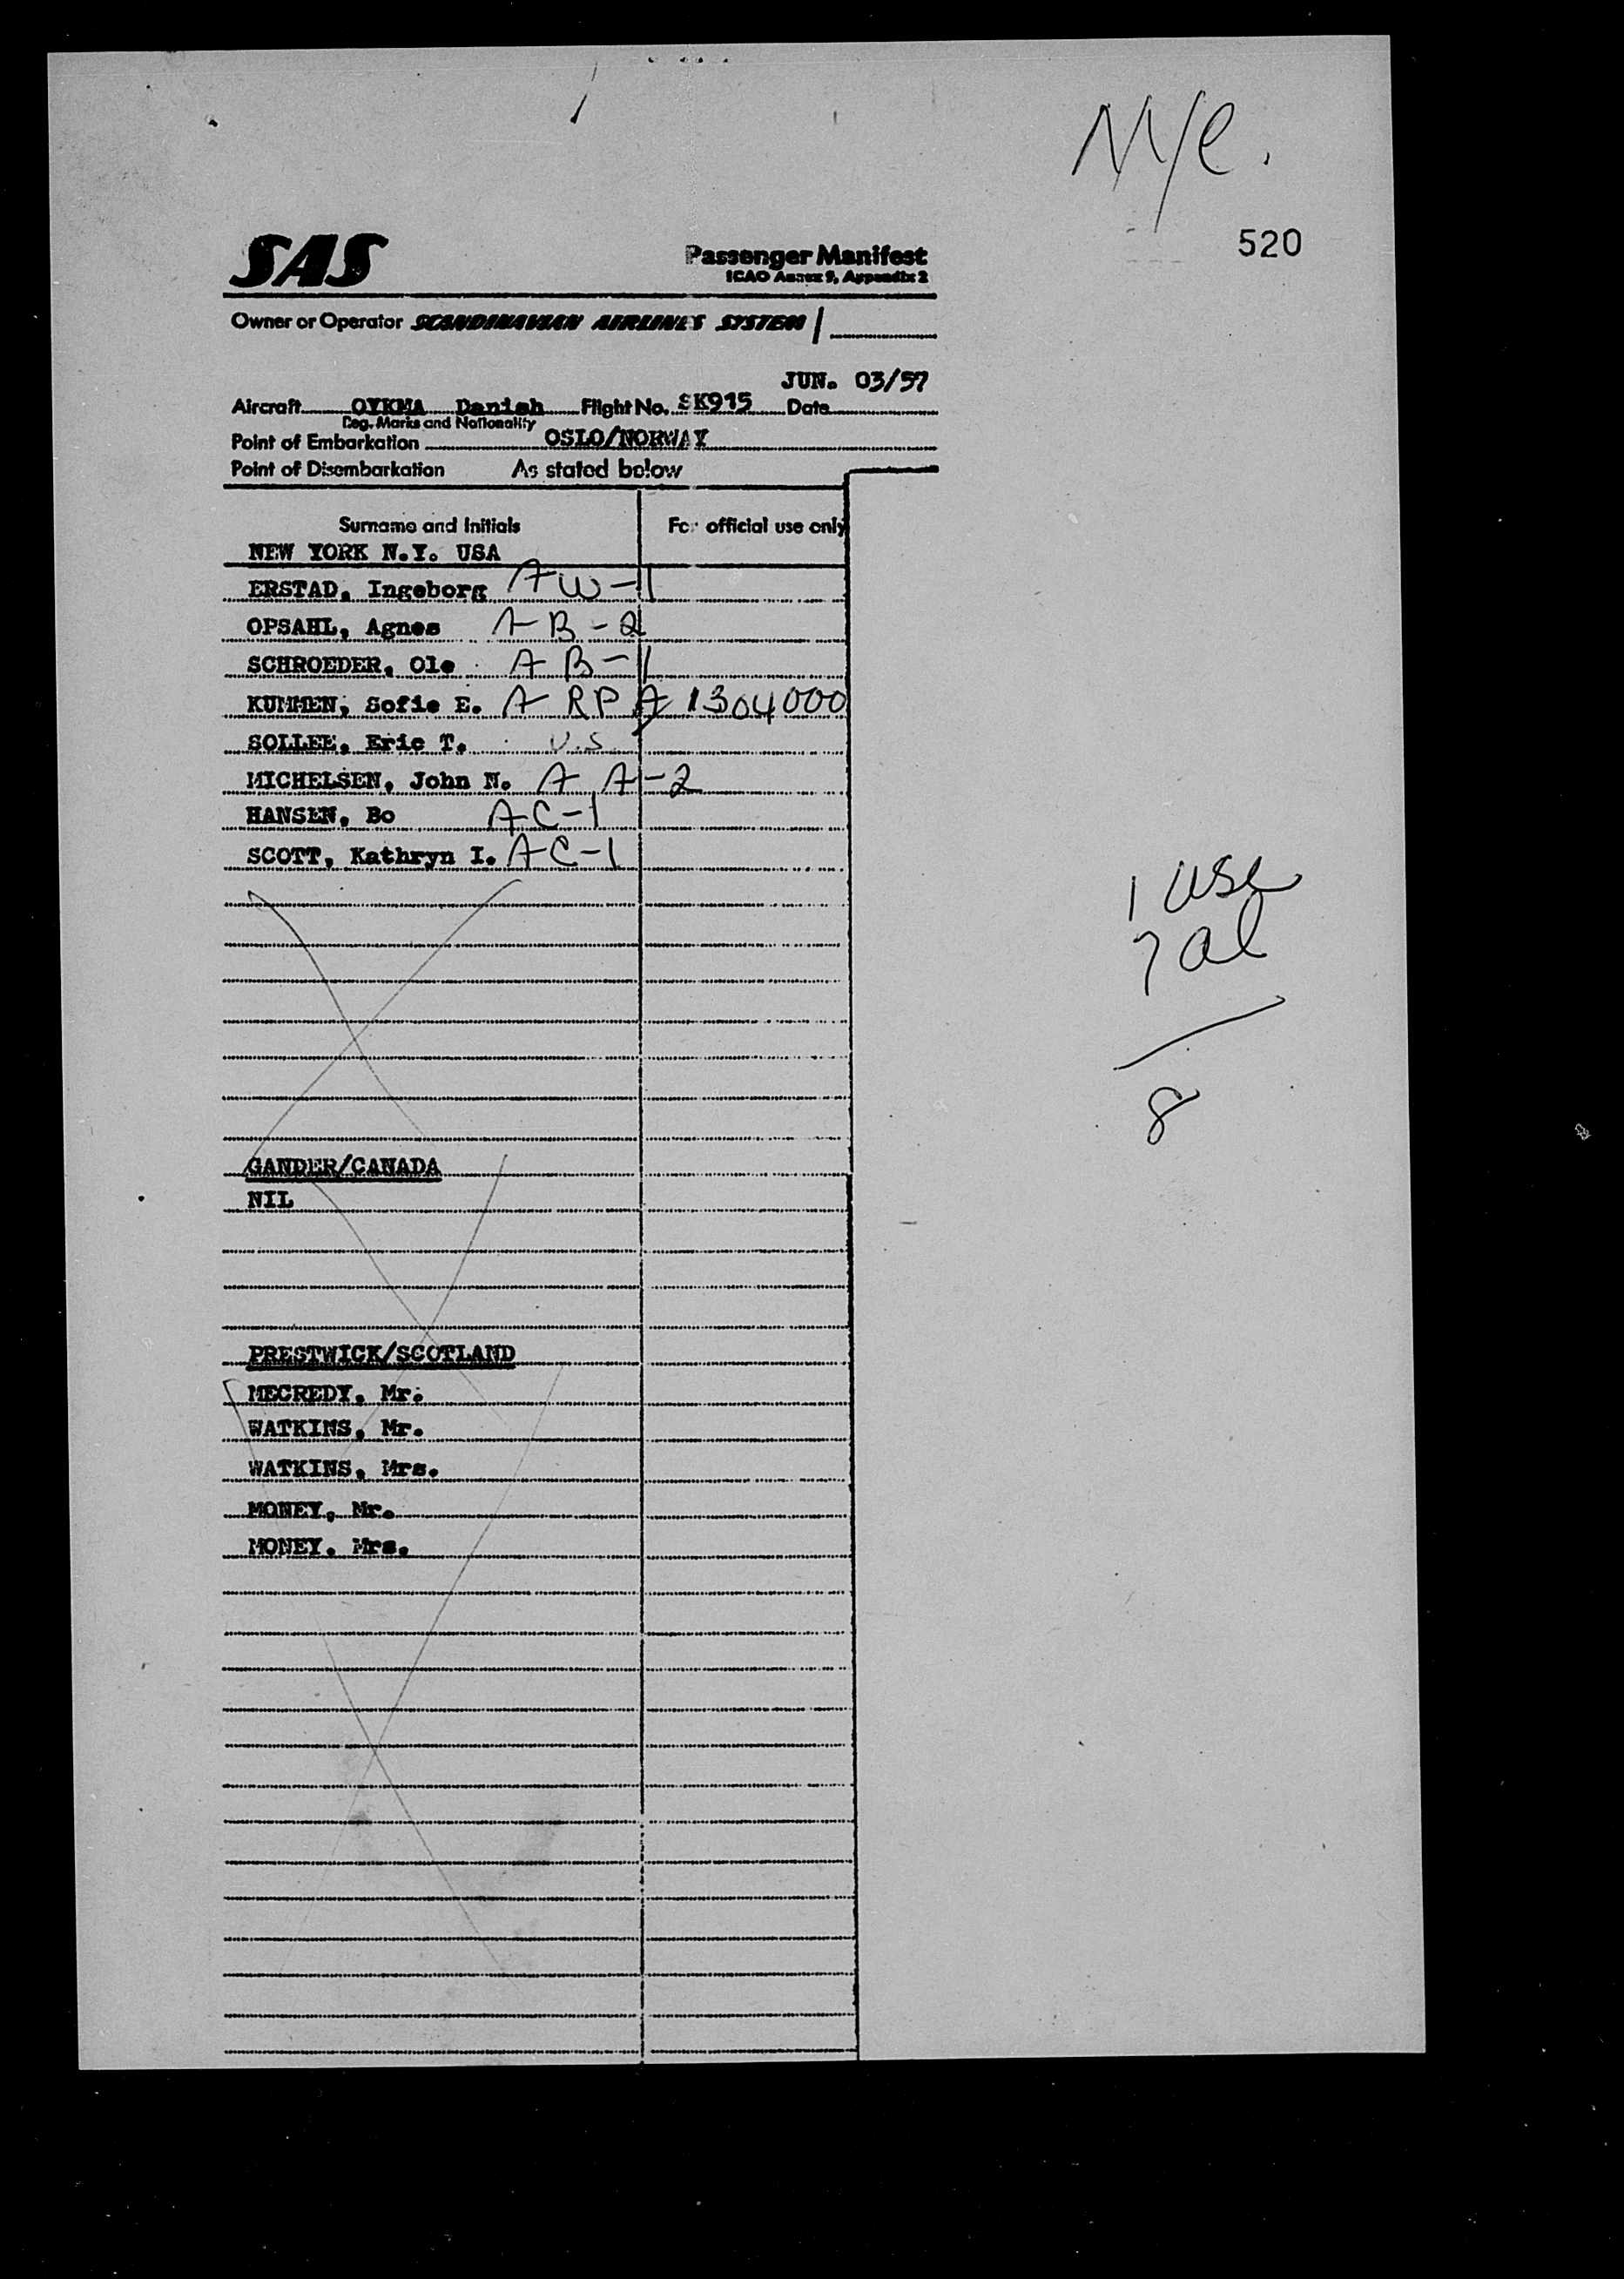 NYC.
520
SAS
Passenger Manifest
ICAO Annex 9, Appendix 2
Owner or Operator SCANDINAVIAN AIRLINES SYSTEM
JUN. 03/57
Aircraft OYKMA Danish Flight No. SK915 Date
Reg. Marks and Nationality
Point of Embarkation OSLO/NORWAY
Point of Disembarkation As stated below
Surname and Initials For official use only
NEW YORK N.Y. USA
ERSTAD, Ingeborg A W-1
OPSAHL, Agnes A B-2
SCHROEDER, Ole A B-1
KUMMEN, Sofie E. A RP A 1304000
SOLLEE, Eric T. U.S.
MICHELSEN, John N. A A-2
HANSEN, Bo A C-1
SCOTT, Kathryn I. A C-1
1 USC
7 al
8
GANDER/CANADA
NIL
PRESTWICK/SCOTLAND
MECREDY, Mr.
WATKINS, Mr.
WATKINS, Mrs.
MONEY, Mr.
MONEY. Mrs.